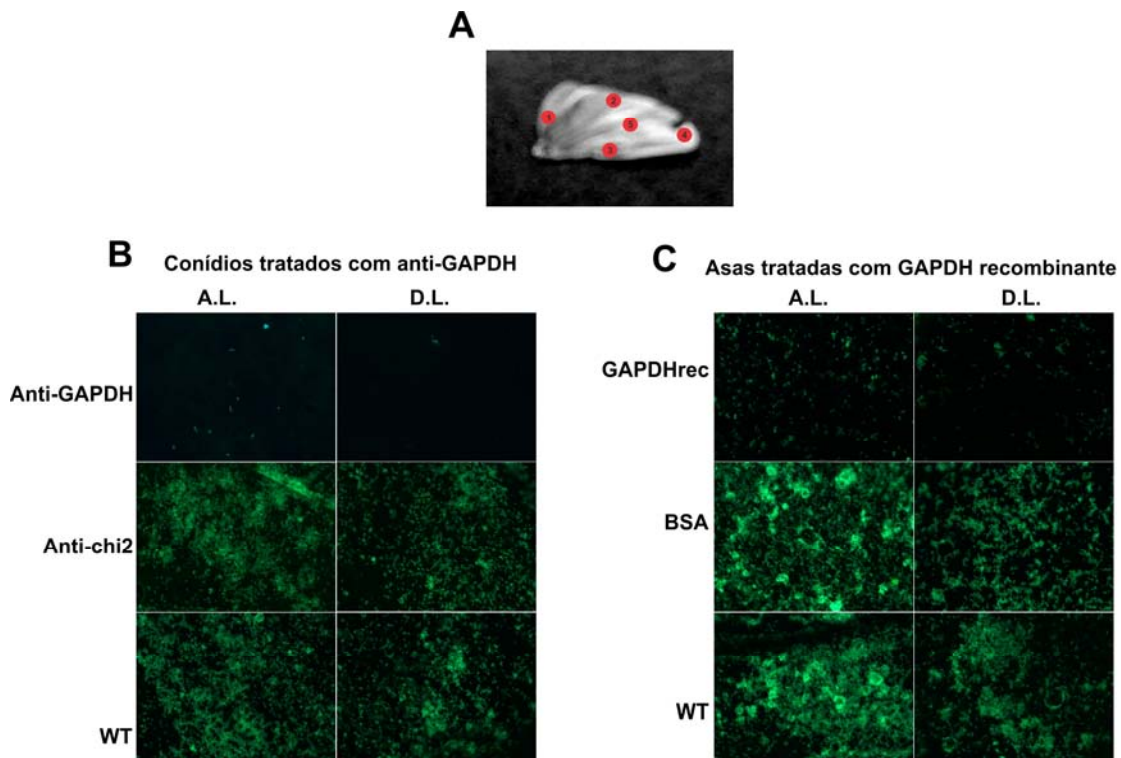 A
1
2
5
4
3
B
Conídios tratados com anti-GAPDH
A.L.
D.L.
Anti-GAPDH
Anti-chi2
WT
C
Asas tratadas com GAPDH recombinante
A.L.
D.L.
GAPDHrec
BSA
WT